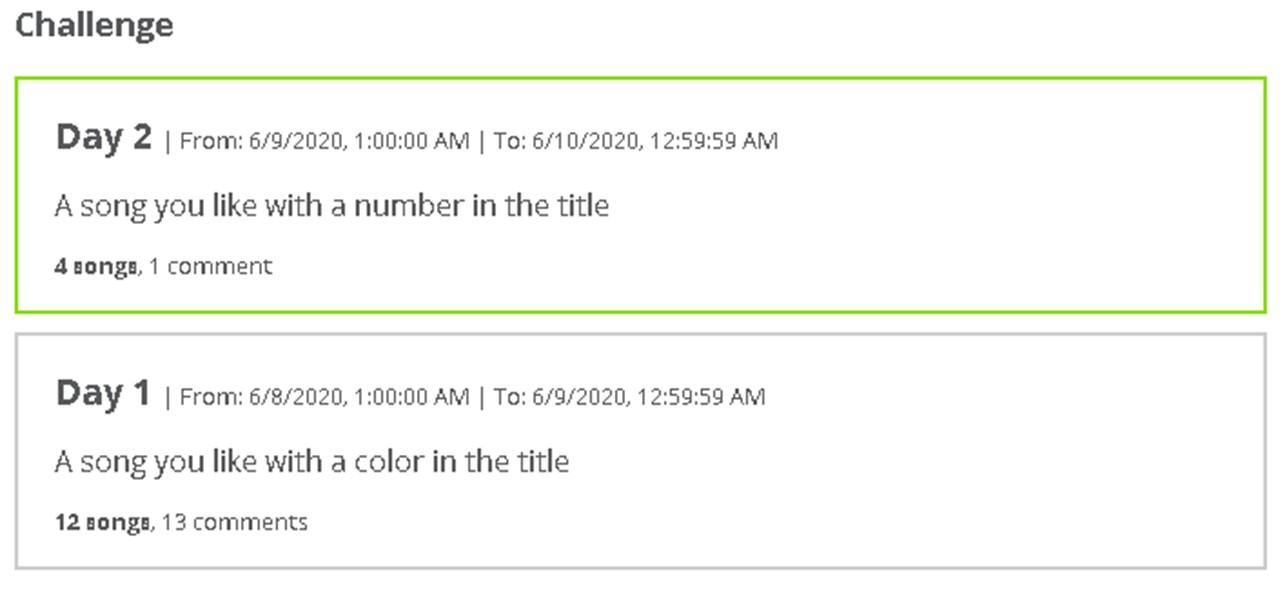 Challenge
Day 2 | From: 6/9/2020, 1:00:00 AM | To: 6/10/2020, 12:59:59 AM
A song you like with a number in the title
4 songs, 1 comment
Day 1 | From: 6/8/2020, 1:00:00 AM | To: 6/9/2020, 12:59:59 AM
A song you like with a color in the title
12 songs, 13 comments